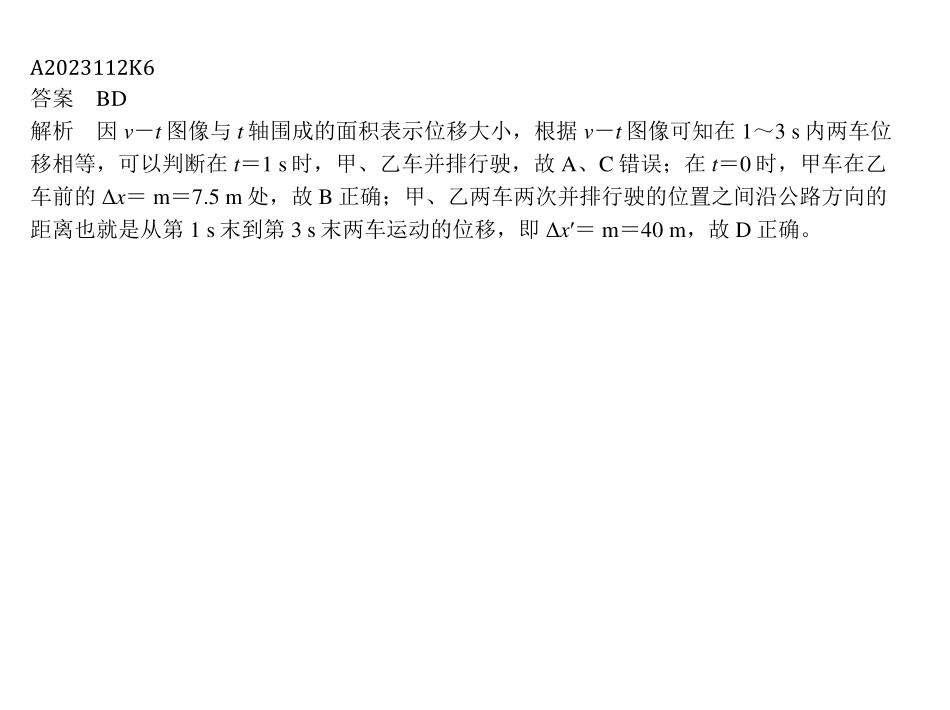 A2023112K6
答案　BD
解析　因 v－t 图像与 t 轴围成的面积表示位移大小，根据 v－t 图像可知在 1～3 s 内两车位
移相等，可以判断在 t＝1 s 时，甲、乙车并排行驶，故 A、C 错误；在 t＝0 时，甲车在乙
车前的 Δx＝ m＝7.5 m 处，故 B 正确；甲、乙两车两次并排行驶的位置之间沿公路方向的
距离也就是从第 1 s 末到第 3 s 末两车运动的位移，即 Δx′＝ m＝40 m，故 D 正确。